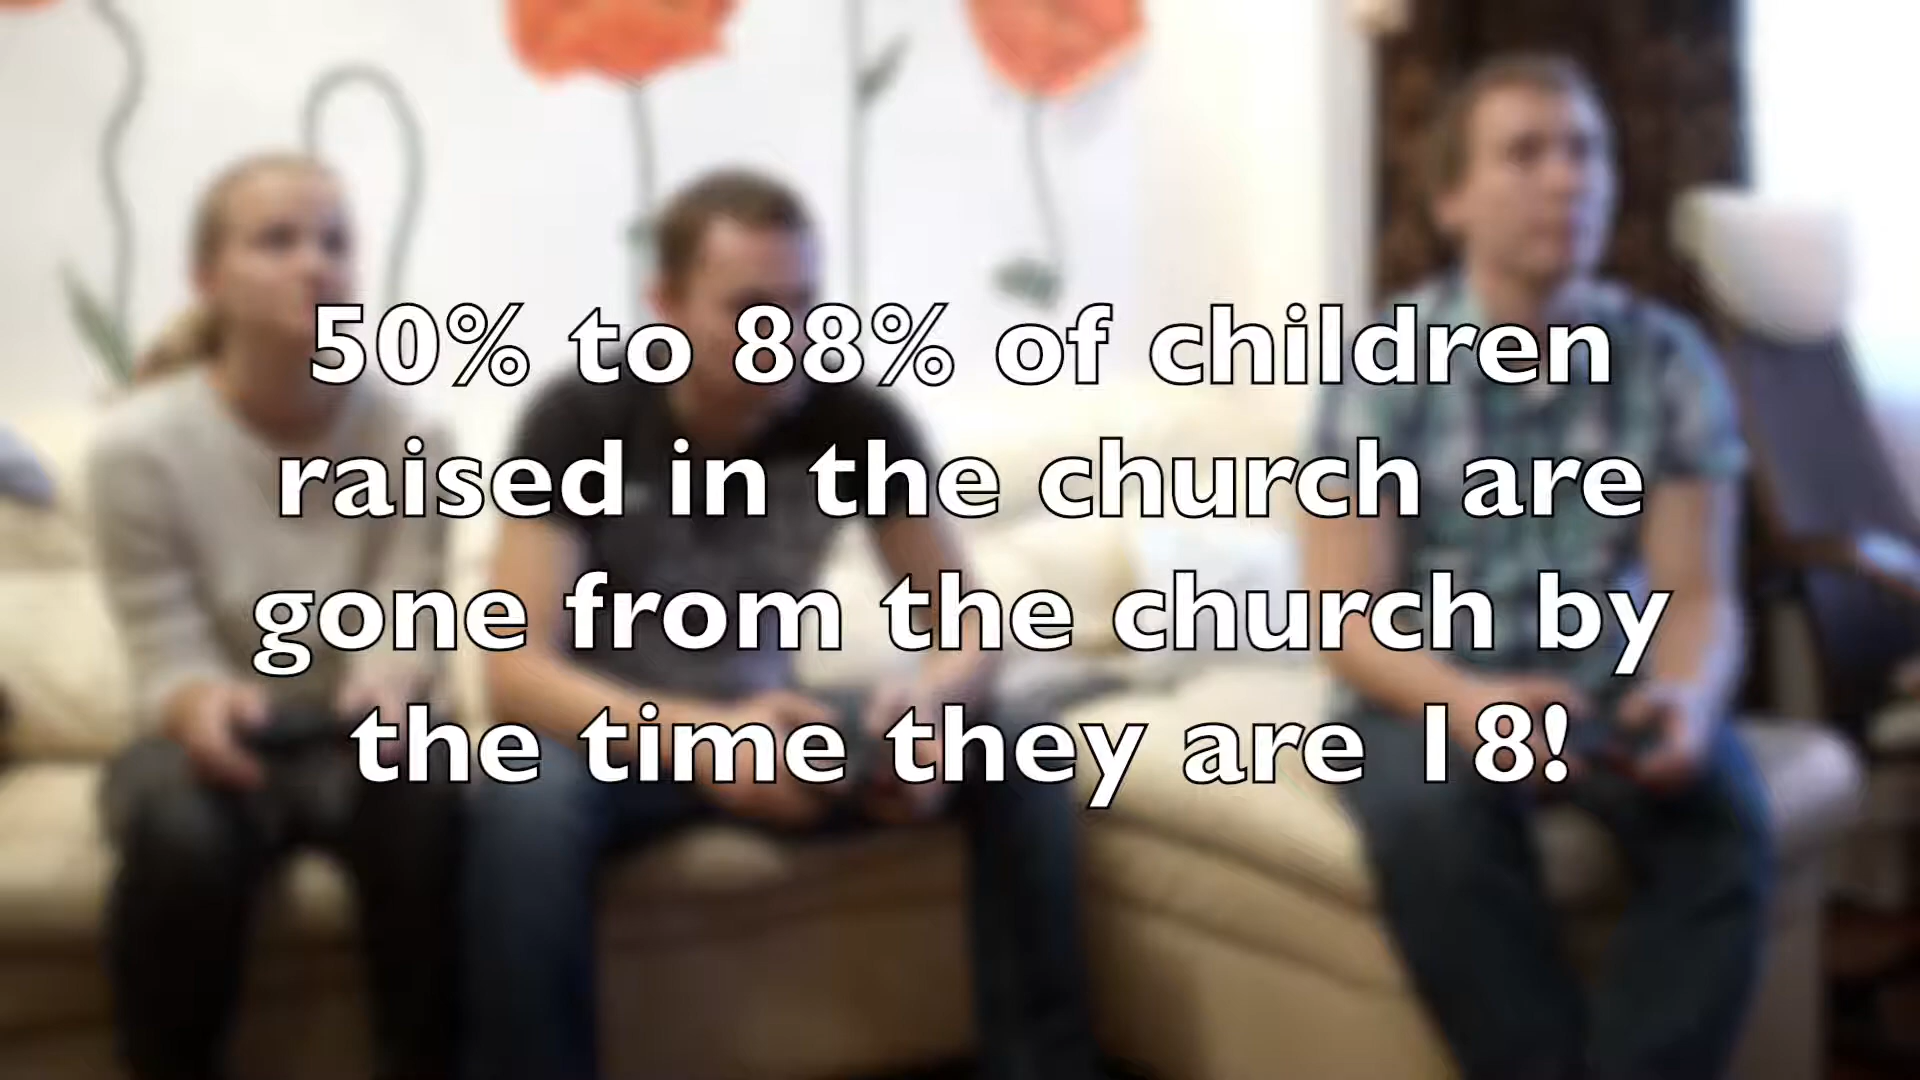 50% to 88% of children
raised in the church are
gone from the church by
the time they are 18!